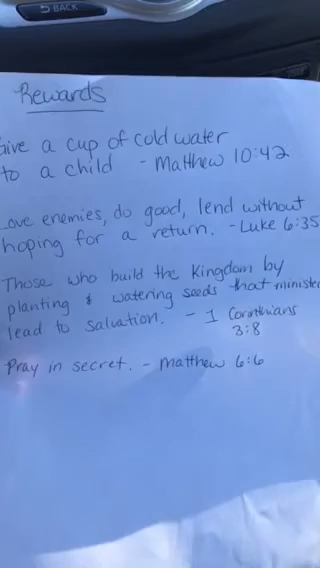 BACK
Rewards
Give a cup of cold water
to a child - Matthew 10:42
Love enemies, do good, lend without
hoping for a return. - Luke 6:35
Those who build the Kingdom by
planting & watering seeds that minister
lead to salvation. - 1 Corinthians
3:8
Pray in secret. - Matthew 6:6